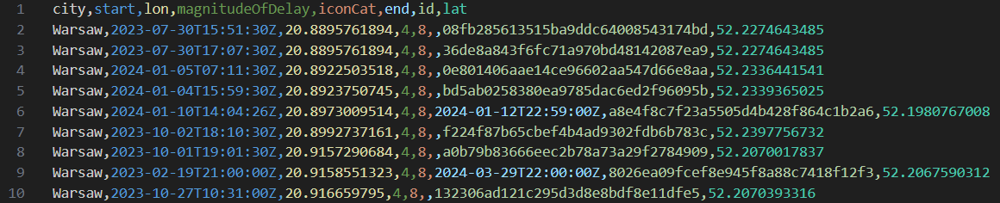 1 city,start,lon,magnitudeOfDelay,iconCat,end,id,lat
2 Warsaw,2023-07-30T15:51:30Z,20.8895761894,4,8,,08fb285613515ba9ddc64008543174bd,52.2274643485
3 Warsaw,2023-07-30T17:07:30Z,20.8895761894,4,8,,36de8a843f6fc71a970bd48142087ea9,52.2274643485
4 Warsaw,2024-01-05T07:11:30Z,20.8922503518,4,8,,0e801406aae14ce96602aa547d66e8aa,52.2336441541
5 Warsaw,2024-01-04T15:59:30Z,20.8923750745,4,8,,bd5ab0258380ea9785dac6ed2f96095b,52.2339365025
6 Warsaw,2024-01-10T14:04:26Z,20.8973009514,4,8,2024-01-12T22:59:00Z,a8e4f8c7f23a5505d4b428f864c1b2a6,52.1980767008
7 Warsaw,2023-10-02T18:10:30Z,20.8992737161,4,8,,f224f87b65cbef4b4ad9302fdb6b783c,52.2397756732
8 Warsaw,2023-10-01T19:01:30Z,20.9157290684,4,8,,a0b79b83666eec2b78a73a29f2784909,52.2070017837
9 Warsaw,2023-02-19T21:00:00Z,20.9158551323,4,8,2024-03-29T22:00:00Z,8026ea09fcef8e945f8a88c7418f12f3,52.2067590312
10 Warsaw,2023-10-27T10:31:00Z,20.916659795,4,8,,132306ad121c295d3d8e8bdf8e11dfe5,52.2070393316